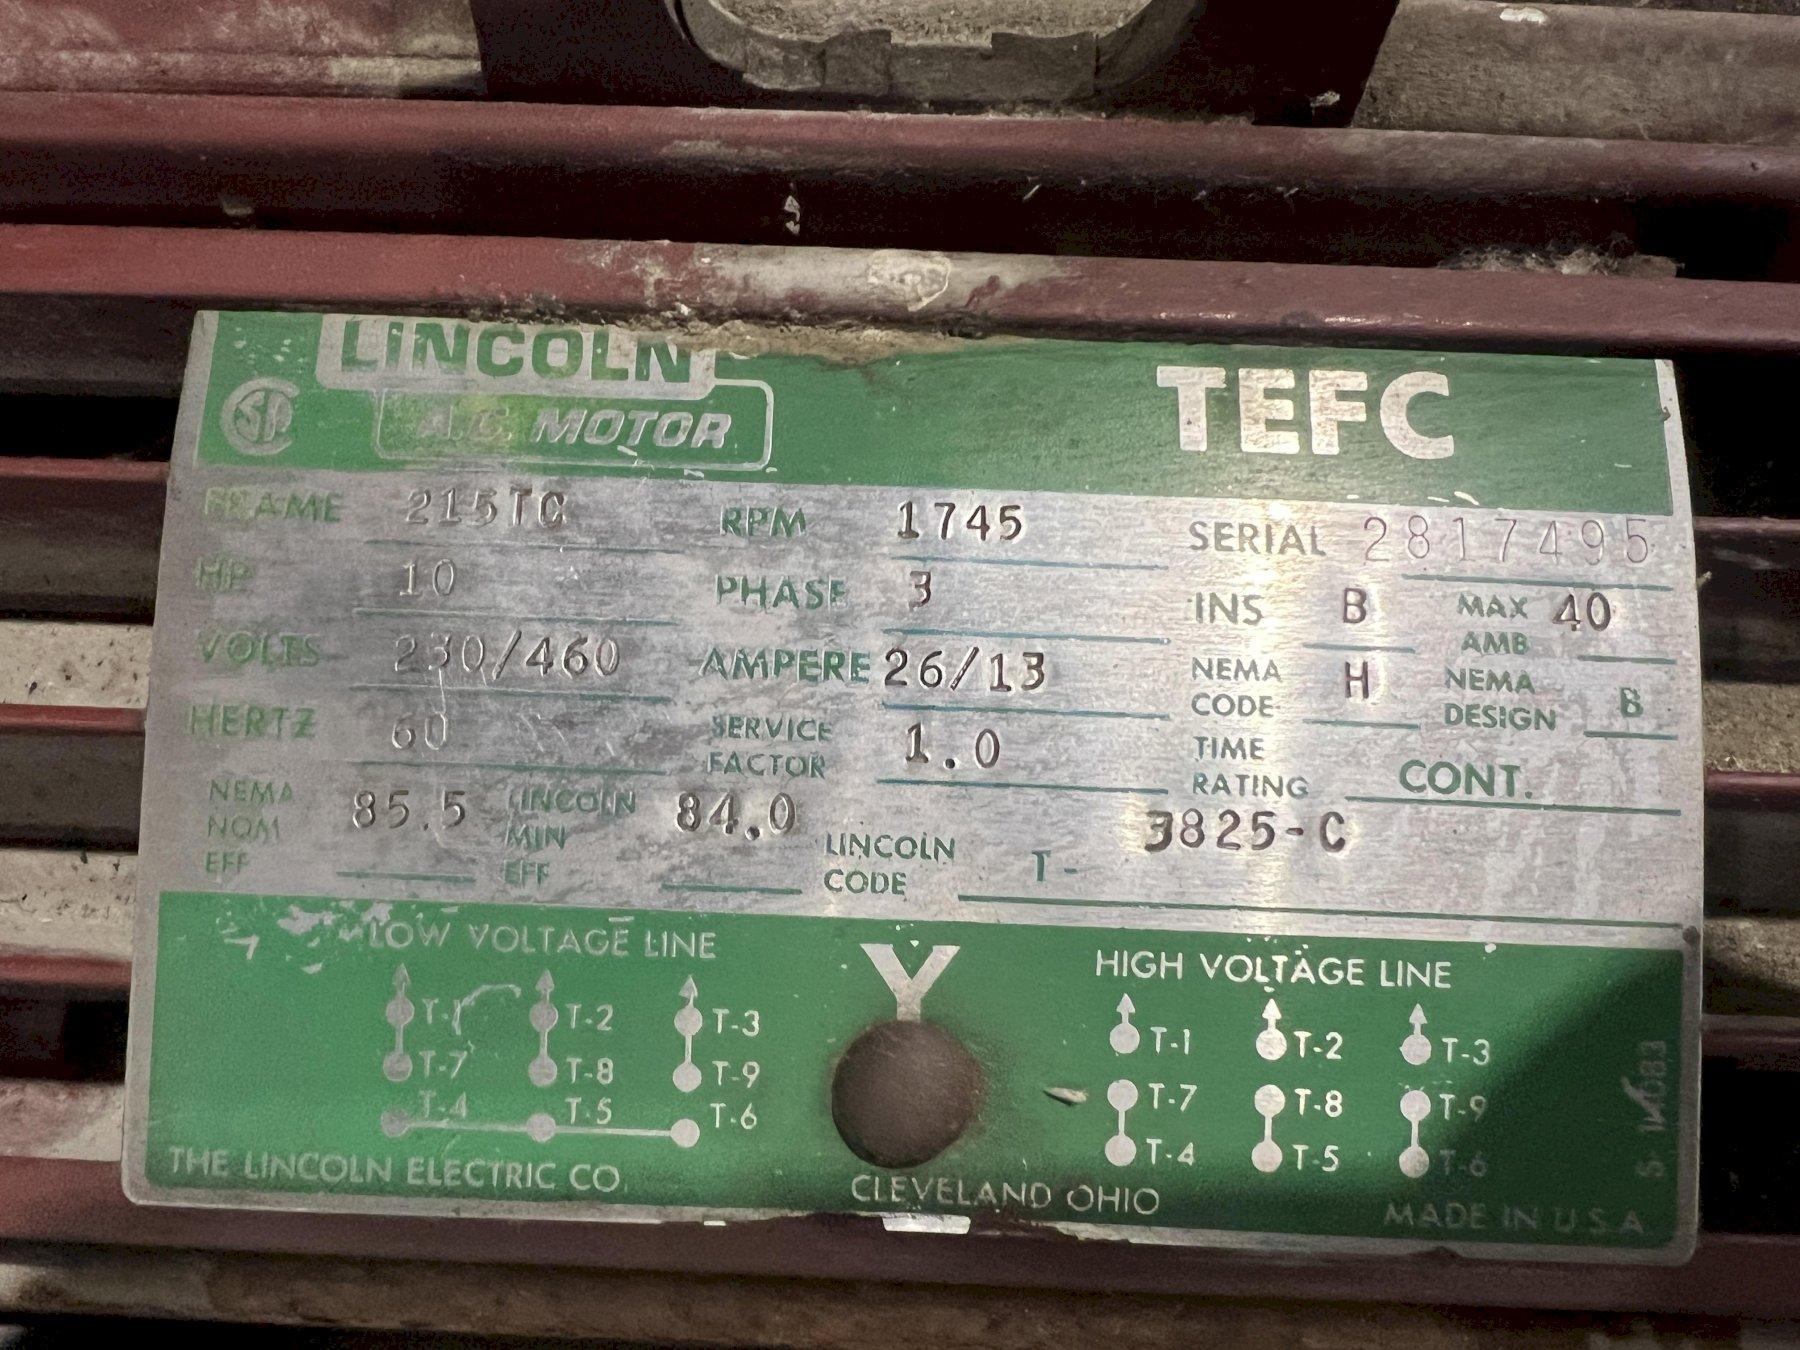 LINCOLN
A.C. MOTOR
TEFC
FRAME 215TC RPM 1745 SERIAL 2817495
HP 10 PHASE 3 INS B MAX AMB 40
VOLTS 230/460 AMPERE 26/13 NEMA CODE H NEMA DESIGN B
HERTZ 60 SERVICE FACTOR 1.0 TIME RATING CONT.
NEMA NOM EFF 85.5 LINCOLN MIN EFF 84.0 LINCOLN CODE T- 3825-C
LOW VOLTAGE LINE Y HIGH VOLTAGE LINE
T-1 T-2 T-3 T-1 T-2 T-3
T-7 T-8 T-9 T-7 T-8 T-9
T-4 T-5 T-6 T-4 T-5 T-6
THE LINCOLN ELECTRIC CO. CLEVELAND OHIO MADE IN U.S.A